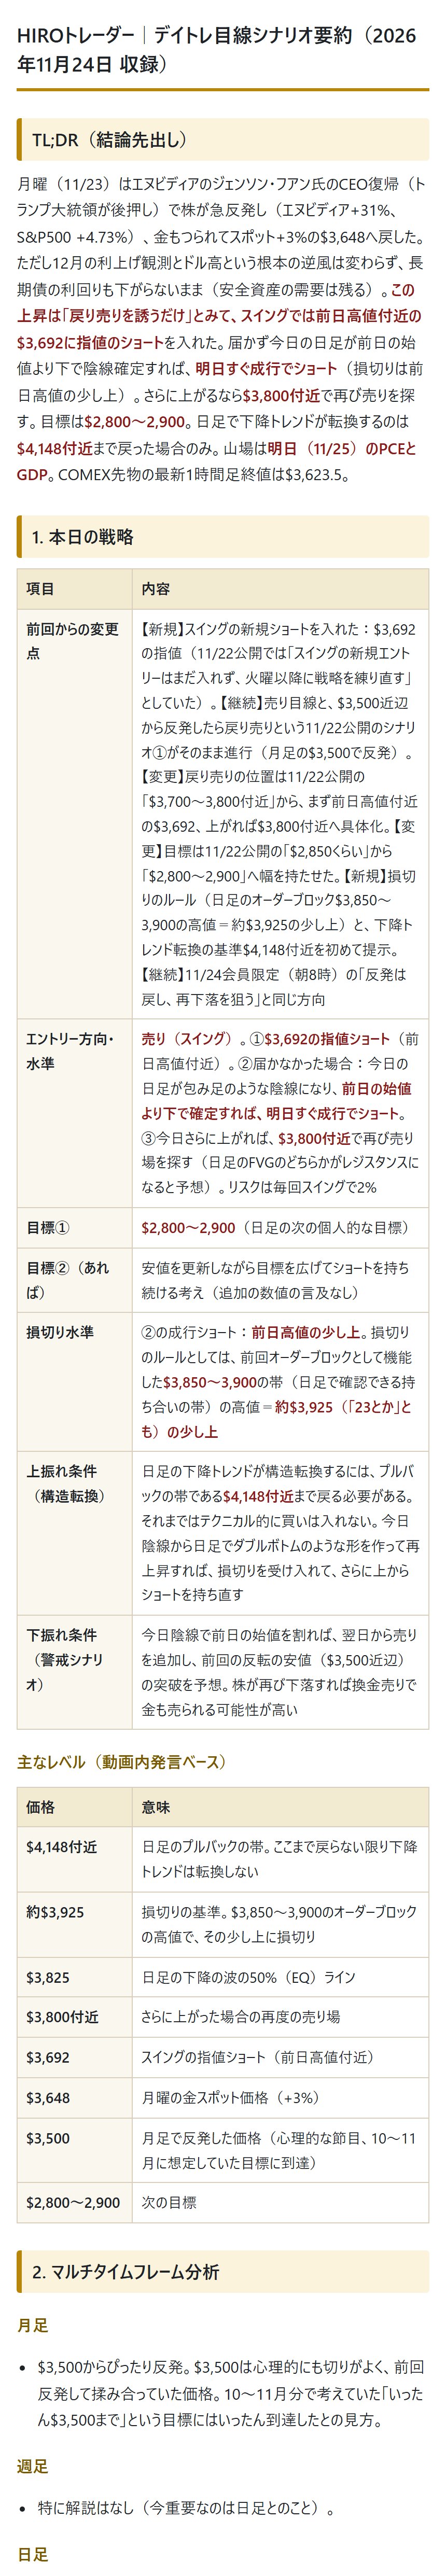 HIROトレーダー｜デイトレ目線シナリオ要約（2026
年11月24日 収録）
TL;DR（結論先出し）
月曜（11/23）はエヌビディアのジェンソン・フアン氏のCEO復帰（ト
ランプ大統領が後押し）で株が急反発し（エヌビディア+31%、
S&P500 +4.73%）、金もつられてスポット+3%の$3,648へ戻した。
ただし12月の利上げ観測とドル高という根本の逆風は変わらず、長
期債の利回りも下がらないまま（安全資産の需要は残る）。この
上昇は「戻り売りを誘うだけ」とみて、スイングでは前日高値付近の
$3,692に指値のショートを入れた。届かず今日の日足が前日の始
値より下で陰線確定すれば、明日すぐ成行でショート（損切りは前
日高値の少し上）。さらに上がるなら$3,800付近で再び売りを探
す。目標は$2,800〜2,900。日足で下降トレンドが転換するのは
$4,148付近まで戻った場合のみ。山場は明日（11/25）のPCEと
GDP。COMEX先物の最新1時間足終値は$3,623.5。
1. 本日の戦略
項目
内容
前回からの変更
点
【新規】スイングの新規ショートを入れた：$3,692
の指値（11/22公開では「スイングの新規エント
リーはまだ入れず、火曜以降に戦略を練り直す」
としていた）。【継続】売り目線と、$3,500近辺
から反発したら戻り売りという11/22公開のシナリ
オ①がそのまま進行（月足の$3,500で反発）。
【変更】戻り売りの位置は11/22公開の
「$3,700〜3,800付近」から、まず前日高値付近
の$3,692、上がれば$3,800付近へ具体化。【変
更】目標は11/22公開の「$2,850くらい」から
「$2,800〜2,900」へ幅を持たせた。【新規】損切
りのルール（日足のオーダーブロック$3,850〜
3,900の高値＝約$3,925の少し上）と、下降ト
レンド転換の基準$4,148付近を初めて提示。
【継続】11/24会員限定（朝8時）の「反発は
戻し、再下落を狙う」と同じ方向
エントリー方向・
水準
売り（スイング）。①$3,692の指値ショート（前
日高値付近）。②届かなかった場合：今日の
日足が包み足のような陰線になり、前日の始値
より下で確定すれば、明日すぐ成行でショート。
③今日さらに上がれば、$3,800付近で再び売り
場を探す（日足のFVGのどちらかがレジスタンスに
なると予想）。リスクは毎回スイングで2%
目標①
$2,800〜2,900（日足の次の個人的な目標）
目標②（あれ
ば）
安値を更新しながら目標を広げてショートを持ち
続ける考え（追加の数値の言及なし）
損切り水準
②の成行ショート：前日高値の少し上。損切り
のルールとしては、前回オーダーブロックとして機能
した$3,850〜3,900の帯（日足で確認できる持
ち合いの帯）の高値＝約$3,925（「23とか」と
も）の少し上
上振れ条件
（構造転換）
日足の下降トレンドが構造転換するには、プルバ
ックの帯である$4,148付近まで戻る必要がある。
それまではテクニカル的に買いは入れない。今日
陰線から日足でダブルボトムのような形を作って再
上昇すれば、損切りを受け入れて、さらに上から
ショートを持ち直す
下振れ条件
（警戒シナリ
オ）
今日陰線で前日の始値を割れば、翌日から売り
を追加し、前回の反転の安値（$3,500近辺）
の突破を予想。株が再び下落すれば換金売りで
金も売られる可能性が高い
主なレベル（動画内発言ベース）
価格
意味
$4,148付近
日足のプルバックの帯。ここまで戻らない限り下降
トレンドは転換しない
約$3,925
損切りの基準。$3,850〜3,900のオーダーブロック
の高値で、その少し上に損切り
$3,825
日足の下降の波の50%（EQ）ライン
$3,800付近
さらに上がった場合の再度の売り場
$3,692
スイングの指値ショート（前日高値付近）
$3,648
月曜の金スポット価格（+3%）
$3,500
月足で反発した価格（心理的な節目、10〜11
月に想定していた目標に到達）
$2,800〜2,900
次の目標
2. マルチタイムフレーム分析
月足
• $3,500からぴったり反発。$3,500は心理的にも切りがよく、前回
反発して揉み合っていた価格。10〜11月分で考えていた「いった
ん$3,500まで」という目標にはいったん到達したとの見方。
週足
• 特に解説はなし（今重要なのは日足とのこと）。
日足